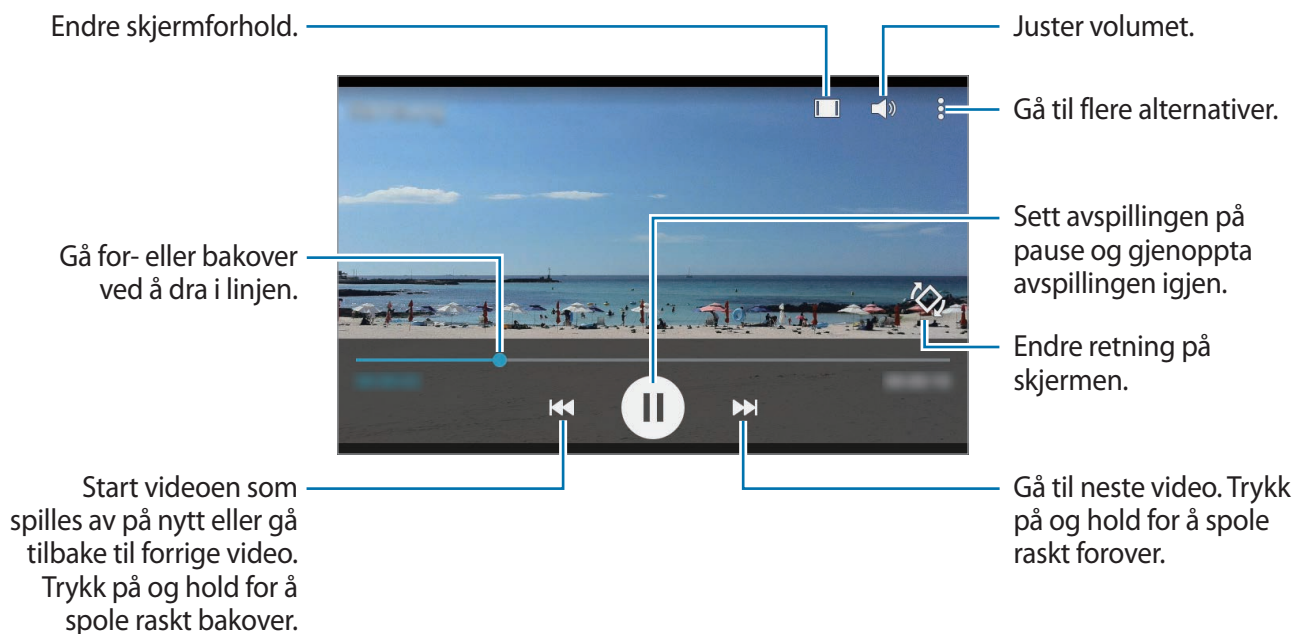 Endre skjermforhold.
Juster volumet.
Gå til flere alternativer.
Gå for- eller bakover
ved å dra i linjen.
Sett avspillingen på
pause og gjenoppta
avspillingen igjen.
Endre retning på
skjermen.
Start videoen som
spilles av på nytt eller gå
tilbake til forrige video.
Trykk på og hold for å
spole raskt bakover.
Gå til neste video. Trykk
på og hold for å spole
raskt forover.